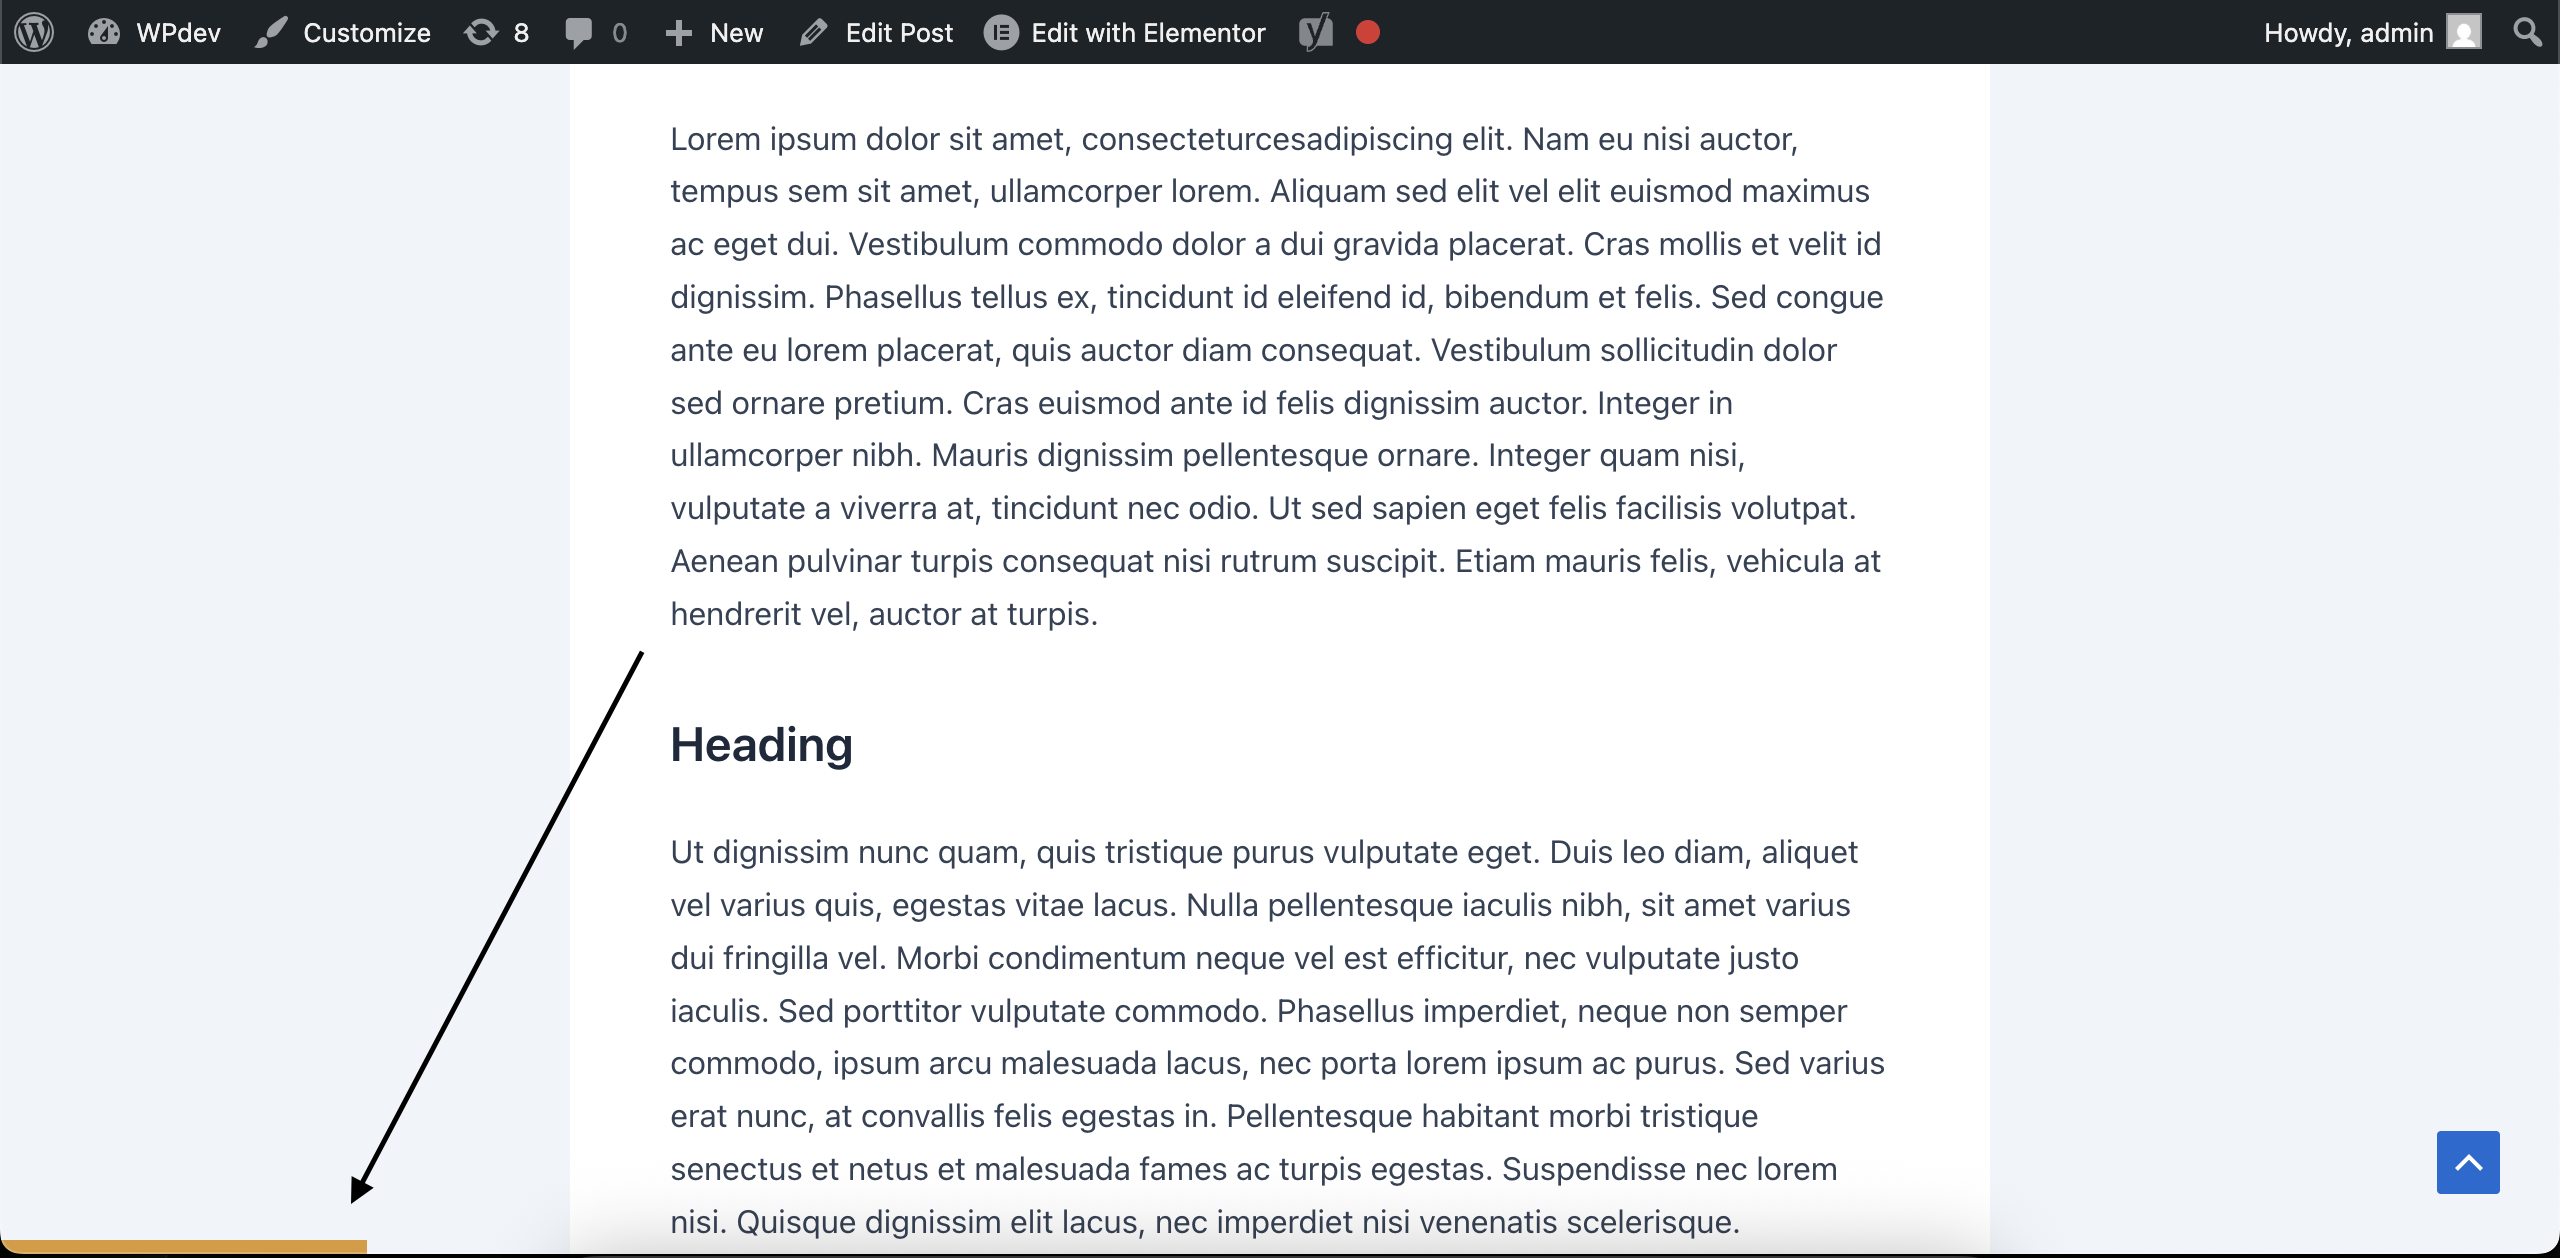 WPdev Customize 8 0 New Edit Post Edit with Elementor Howdy, admin
Lorem ipsum dolor sit amet, consecteturcesadipiscing elit. Nam eu nisi auctor,
tempus sem sit amet, ullamcorper lorem. Aliquam sed elit vel elit euismod maximus
ac eget dui. Vestibulum commodo dolor a dui gravida placerat. Cras mollis et velit id
dignissim. Phasellus tellus ex, tincidunt id eleifend id, bibendum et felis. Sed congue
ante eu lorem placerat, quis auctor diam consequat. Vestibulum sollicitudin dolor
sed ornare pretium. Cras euismod ante id felis dignissim auctor. Integer in
ullamcorper nibh. Mauris dignissim pellentesque ornare. Integer quam nisi,
vulputate a viverra at, tincidunt nec odio. Ut sed sapien eget felis facilisis volutpat.
Aenean pulvinar turpis consequat nisi rutrum suscipit. Etiam mauris felis, vehicula at
hendrerit vel, auctor at turpis.
Heading
Ut dignissim nunc quam, quis tristique purus vulputate eget. Duis leo diam, aliquet
vel varius quis, egestas vitae lacus. Nulla pellentesque iaculis nibh, sit amet varius
dui fringilla vel. Morbi condimentum neque vel est efficitur, nec vulputate justo
iaculis. Sed porttitor vulputate commodo. Phasellus imperdiet, neque non semper
commodo, ipsum arcu malesuada lacus, nec porta lorem ipsum ac purus. Sed varius
erat nunc, at convallis felis egestas in. Pellentesque habitant morbi tristique
senectus et netus et malesuada fames ac turpis egestas. Suspendisse nec lorem
nisi. Quisque dignissim elit lacus, nec imperdiet nisi venenatis scelerisque.